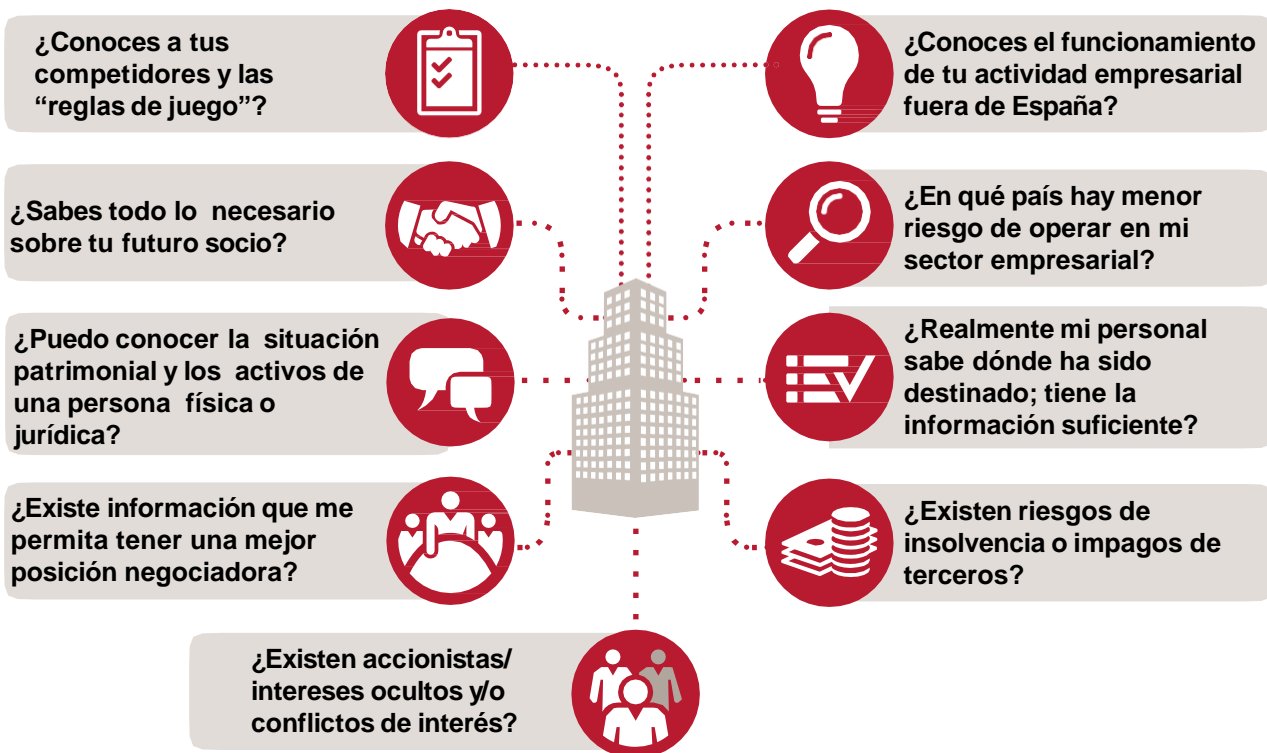 ¿Conoces a tus
competidores y las
“reglas de juego”?
¿Conoces el funcionamiento
de tu actividad empresarial
fuera de España?
¿Sabes todo lo necesario
sobre tu futuro socio?
¿En qué país hay menor
riesgo de operar en mi
sector empresarial?
¿Puedo conocer la situación
patrimonial y los activos de
una persona física o
jurídica?
¿Realmente mi personal
sabe dónde ha sido
destinado; tiene la
información suficiente?
¿Existe información que me
permita tener una mejor
posición negociadora?
¿Existen riesgos de
insolvencia o impagos de
terceros?
¿Existen accionistas/
intereses ocultos y/o
conflictos de interés?